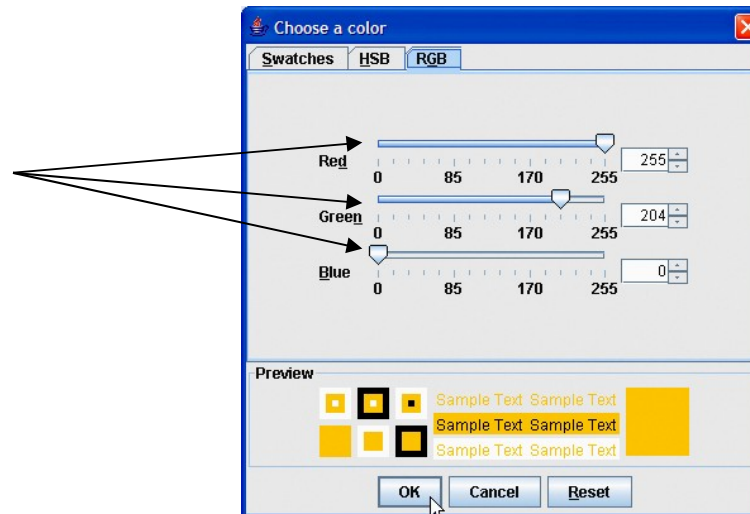 Choose a color
Swatches HSB RGB
Red 255
0 85 170 255
Green 204
0 85 170 255
Blue 0
0 85 170 255
Preview
Sample Text Sample Text
Sample Text Sample Text
Sample Text Sample Text
OK Cancel Reset